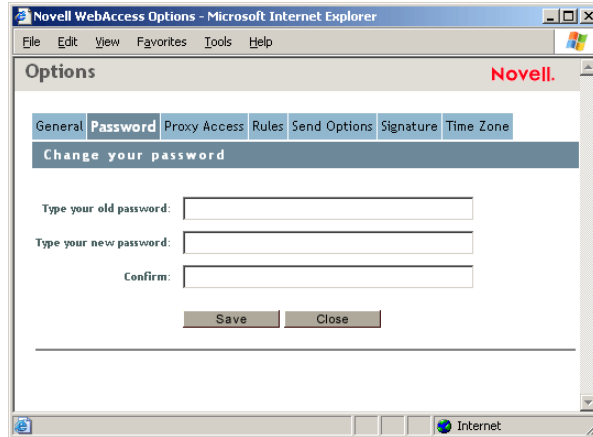 Novell WebAccess Options - Microsoft Internet Explorer
File Edit View Favorites Tools Help
Options
Novell.
General Password Proxy Access Rules Send Options Signature Time Zone
Change your password
Type your old password:
Type your new password:
Confirm:
Save Close
Internet